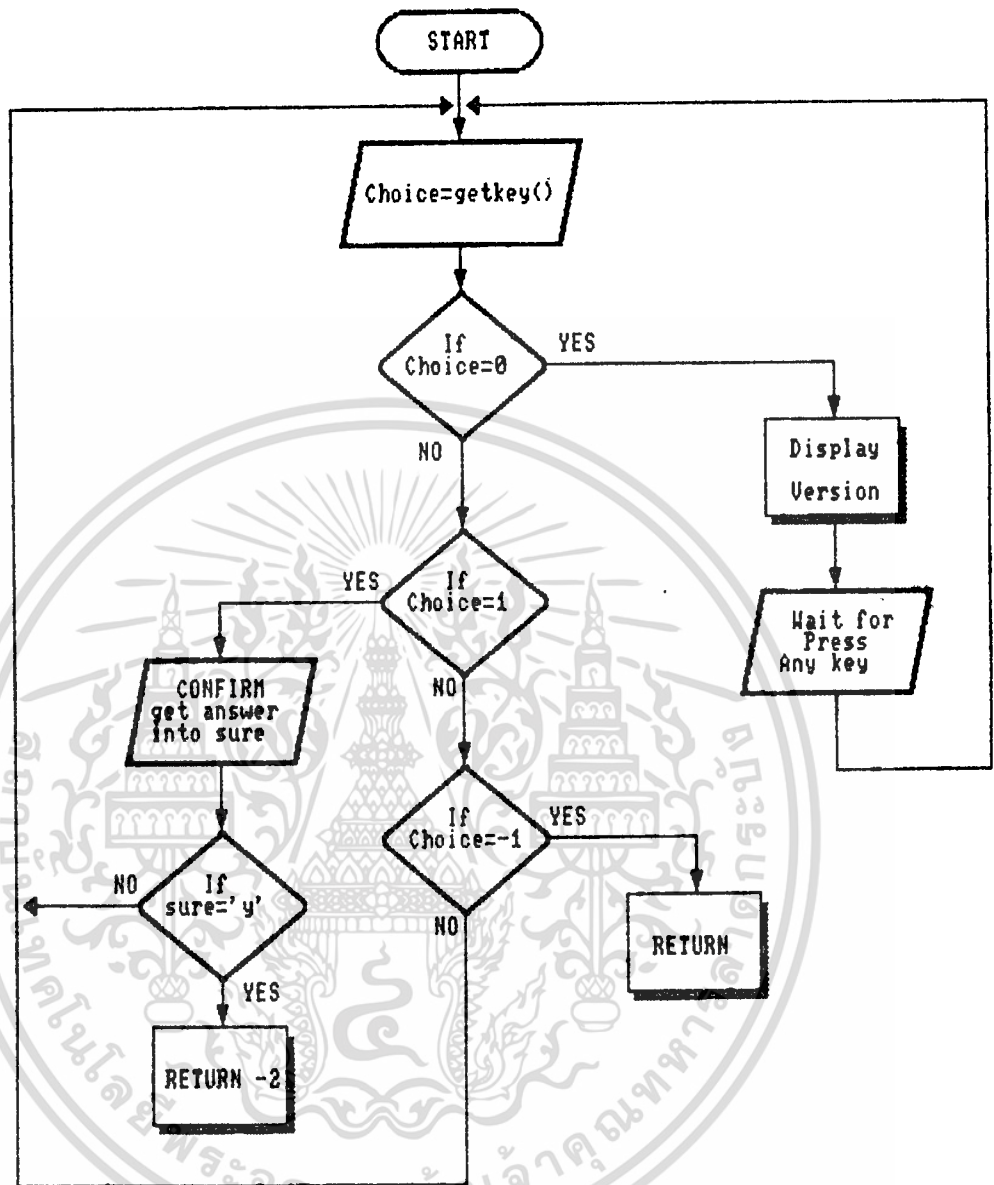 START
Choice=getkey()
If
Choice=0
YES
NO
Display
Version
If
Choice=1
YES
NO
Wait for
Press
Any key
CONFIRM
get answer
into sure
If
Choice=-1
YES
NO
If
sure='y'
NO
YES
RETURN
RETURN -2